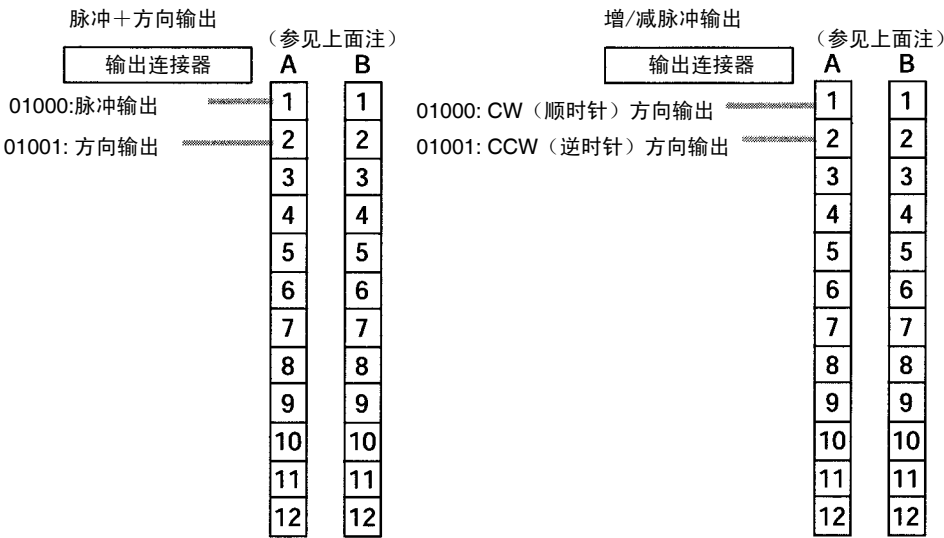 脉冲＋方向输出
（参见上面注）
输出连接器
A B
01000:脉冲输出
01001: 方向输出
1 1
2 2
3 3
4 4
5 5
6 6
7 7
8 8
9 9
10 10
11 11
12 12
增/减脉冲输出
（参见上面注）
输出连接器
A B
01000: CW（顺时针）方向输出
01001: CCW（逆时针）方向输出
1 1
2 2
3 3
4 4
5 5
6 6
7 7
8 8
9 9
10 10
11 11
12 12